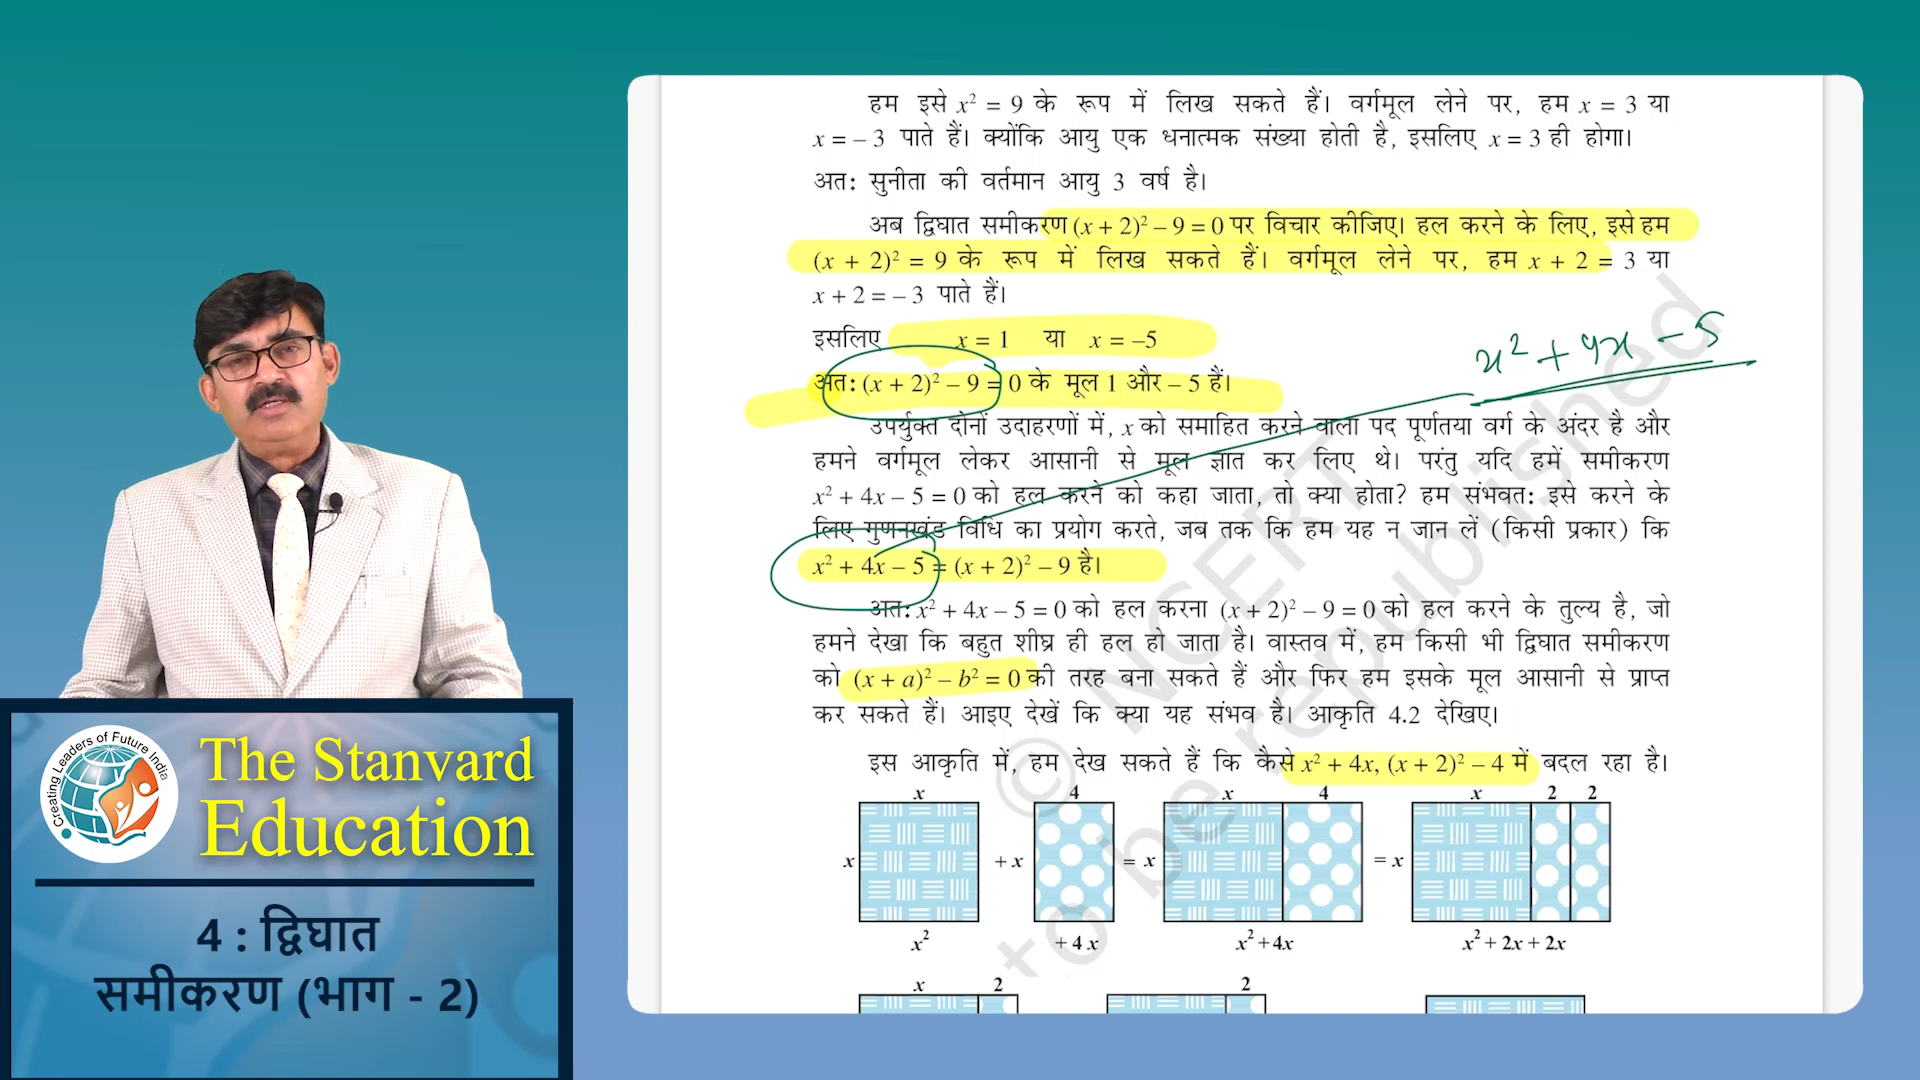 हम इसे x² = 9 के रूप में लिख सकते हैं। वर्गमूल लेने पर, हम x = 3 या
x = – 3 पाते हैं। क्योंकि आयु एक धनात्मक संख्या होती है, इसलिए x = 3 ही होगा।
अत: सुनीता की वर्तमान आयु 3 वर्ष है।
अब द्विघात समीकरण (x + 2)² – 9 = 0 पर विचार कीजिए। हल करने के लिए, इसे हम
(x + 2)² = 9 के रूप में लिख सकते हैं। वर्गमूल लेने पर, हम x + 2 = 3 या
x + 2 = – 3 पाते हैं।
इसलिए x = 1 या x = –5
x² + 4x – 5
अत: (x + 2)² – 9 = 0 के मूल 1 और – 5 हैं।
उपर्युक्त दोनों उदाहरणों में, x को समाहित करने वाला पद पूर्णतया वर्ग के अंदर है और
हमने वर्गमूल लेकर आसानी से मूल ज्ञात कर लिए थे। परंतु यदि हमें समीकरण
x² + 4x – 5 = 0 को हल करने को कहा जाता, तो क्या होता? हम संभवत: इसे करने के
लिए गुणनखंड विधि का प्रयोग करते, जब तक कि हम यह न जान लें (किसी प्रकार) कि
x² + 4x – 5 = (x + 2)² – 9 है।
अत: x² + 4x – 5 = 0 को हल करना (x + 2)² – 9 = 0 को हल करने के तुल्य है, जो
हमने देखा कि बहुत शीघ्र ही हल हो जाता है। वास्तव में, हम किसी भी द्विघात समीकरण
को (x + a)² – b² = 0 की तरह बना सकते हैं और फिर हम इसके मूल आसानी से प्राप्त
कर सकते हैं। आइए देखें कि क्या यह संभव है। आकृति 4.2 देखिए।
इस आकृति में, हम देख सकते हैं कि कैसे x² + 4x, (x + 2)² – 4 में बदल रहा है।
x 4 x 4 x 2 2
x + x = x = x
x² + 4 x x² + 4x x² + 2x + 2x
x 2 2
© NCERT
to be republished
Creating Leaders of Future India
The Stanvard
Education
4 : द्विघात
समीकरण (भाग - 2)